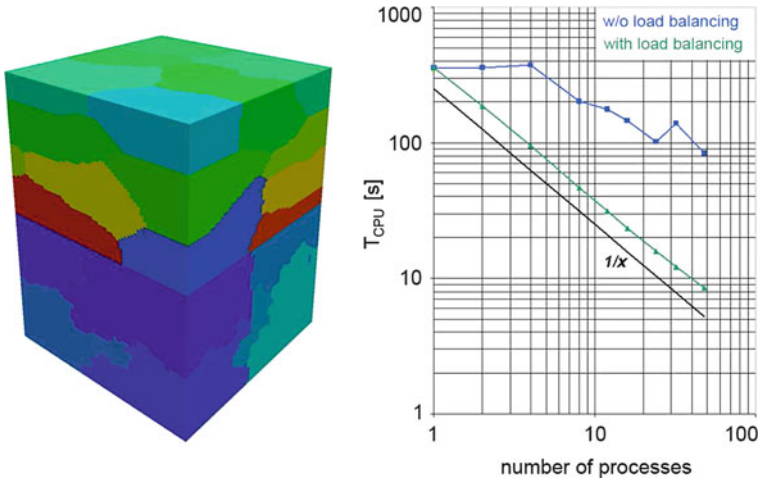 1000
w/o load balancing
with load balancing
100
T_CPU [s]
1/x
10
1
1
10
100
number of processes